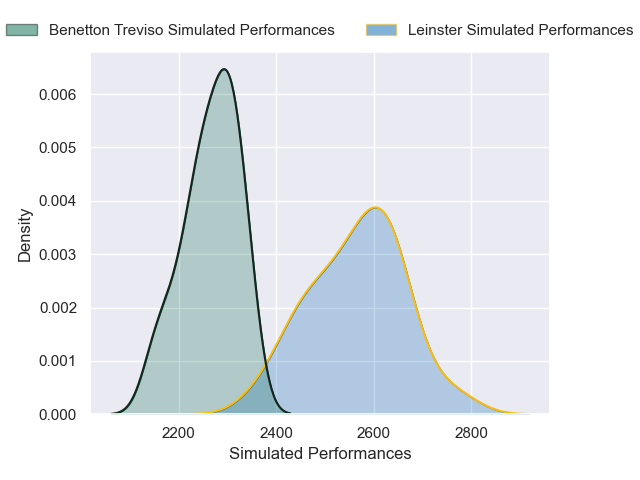 Benetton Treviso Simulated Performances
Leinster Simulated Performances
0.006
0.005
0.004
0.003
0.002
0.001
0.000
Density
2200
2400
2600
2800
Simulated Performances